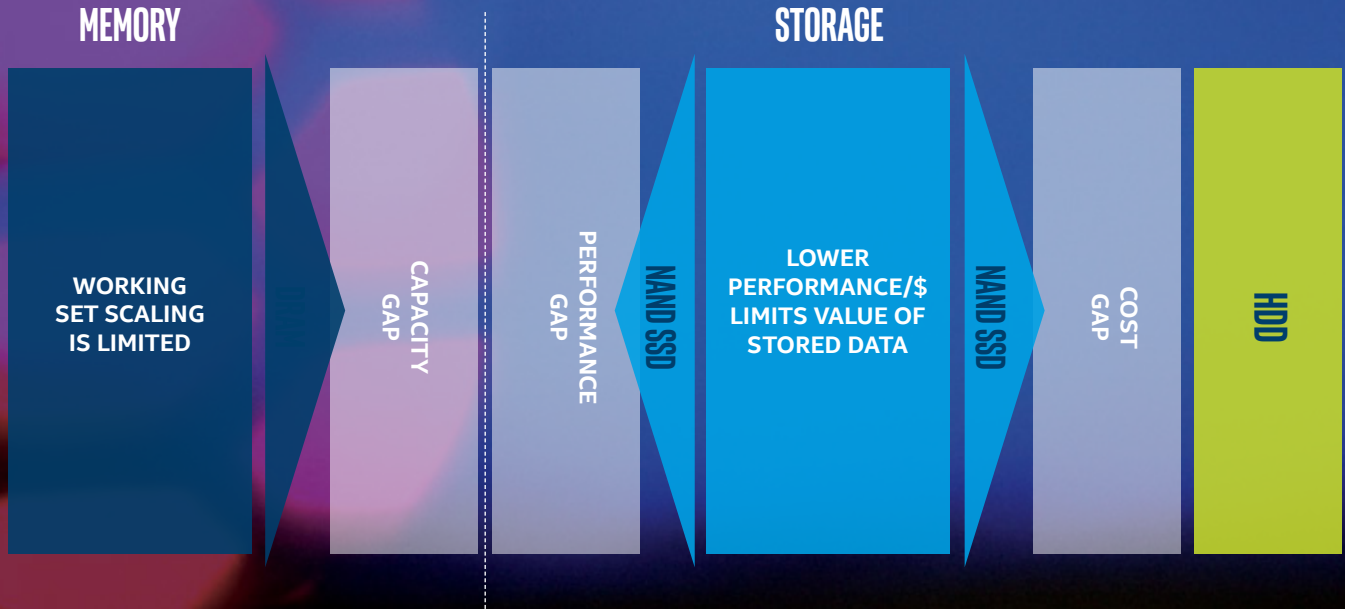 MEMORY
STORAGE
WORKING
SET SCALING
IS LIMITED
CAPACITY
GAP
PERFORMANCE
GAP
NAND SSD
LOWER
PERFORMANCE/$
LIMITS VALUE OF
STORED DATA
NAND SSD
COST
GAP
HDD